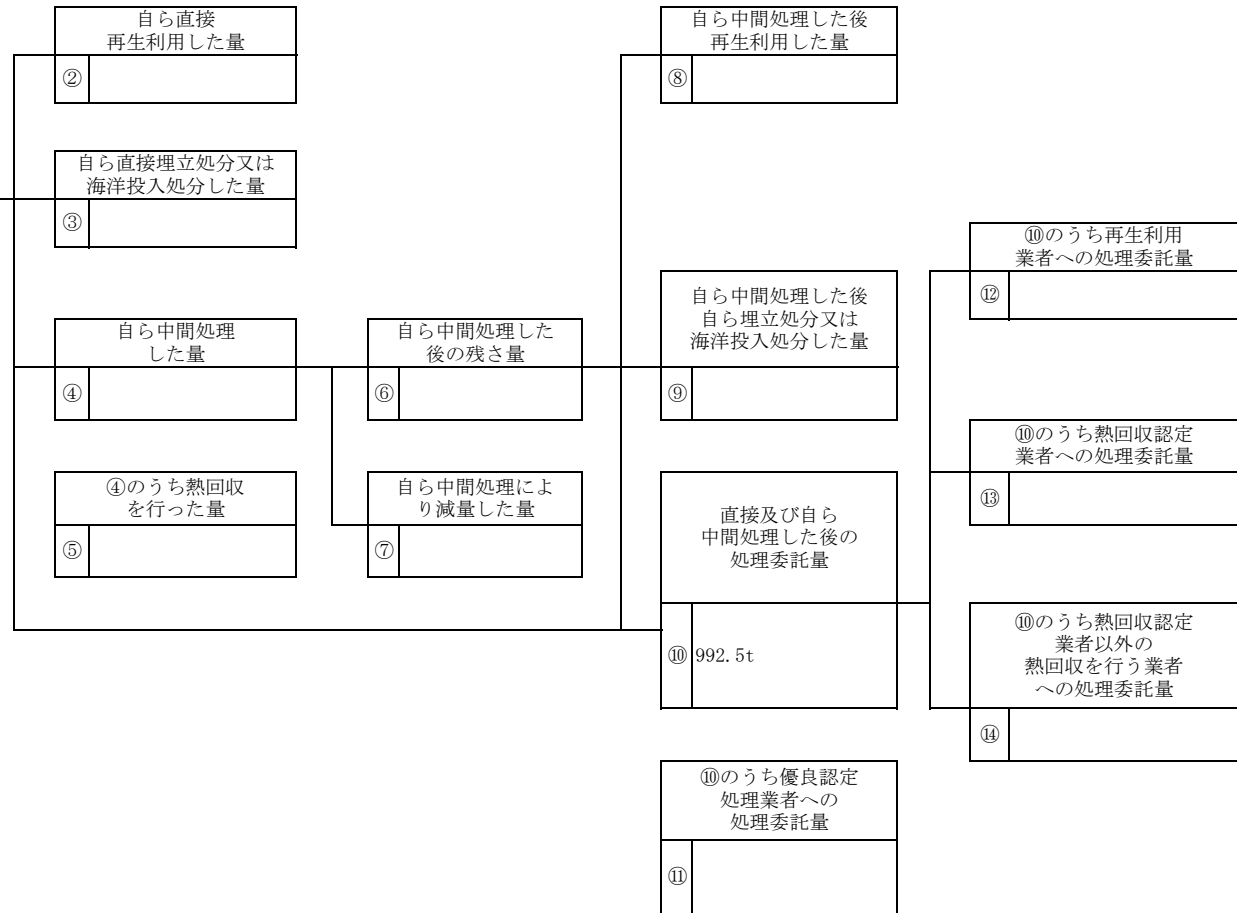 自ら直接
再生利用した量
②
自ら直接埋立処分又は
海洋投入処分した量
③
自ら中間処理
した量
④
④のうち熱回収
を行った量
⑤
自ら中間処理した
後の残さ量
⑥
自ら中間処理によ
り減量した量
⑦
自ら中間処理した後
再生利用した量
⑧
自ら中間処理した後
自ら埋立処分又は
海洋投入処分した量
⑨
直接及び自ら
中間処理した後の
処理委託量
⑩ 992.5t
⑩のうち優良認定
処理業者への
処理委託量
⑪
⑩のうち再生利用
業者への処理委託量
⑫
⑩のうち熱回収認定
業者への処理委託量
⑬
⑩のうち熱回収認定
業者以外の
熱回収を行う業者
への処理委託量
⑭